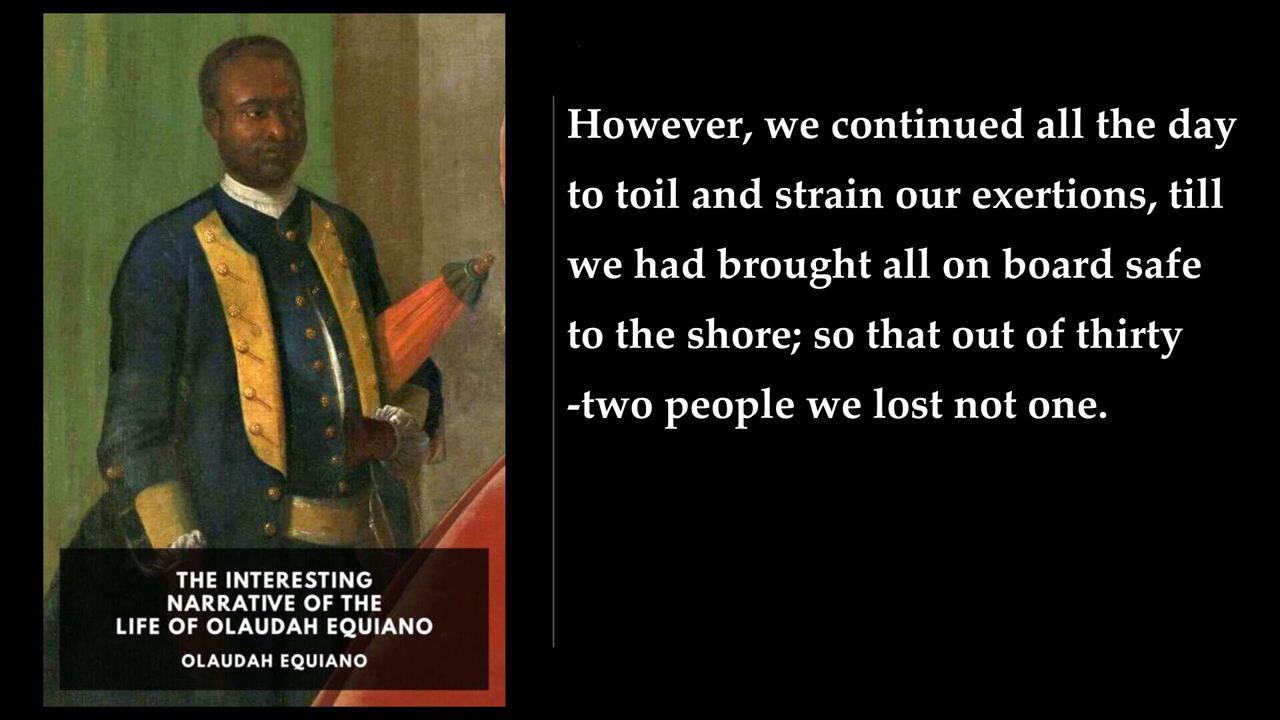 However, we continued all the day
to toil and strain our exertions, till
we had brought all on board safe
to the shore; so that out of thirty
-two people we lost not one.
THE INTERESTING
NARRATIVE OF THE
LIFE OF OLAUDAH EQUIANO
OLAUDAH EQUIANO